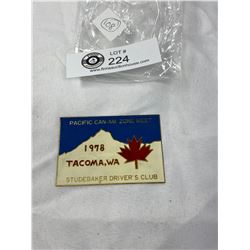 LOT #
224
PACIFIC CAN-AM ZONE MEET
1978
TACOMA, WA
STUDEBAKER DRIVER'S CLUB